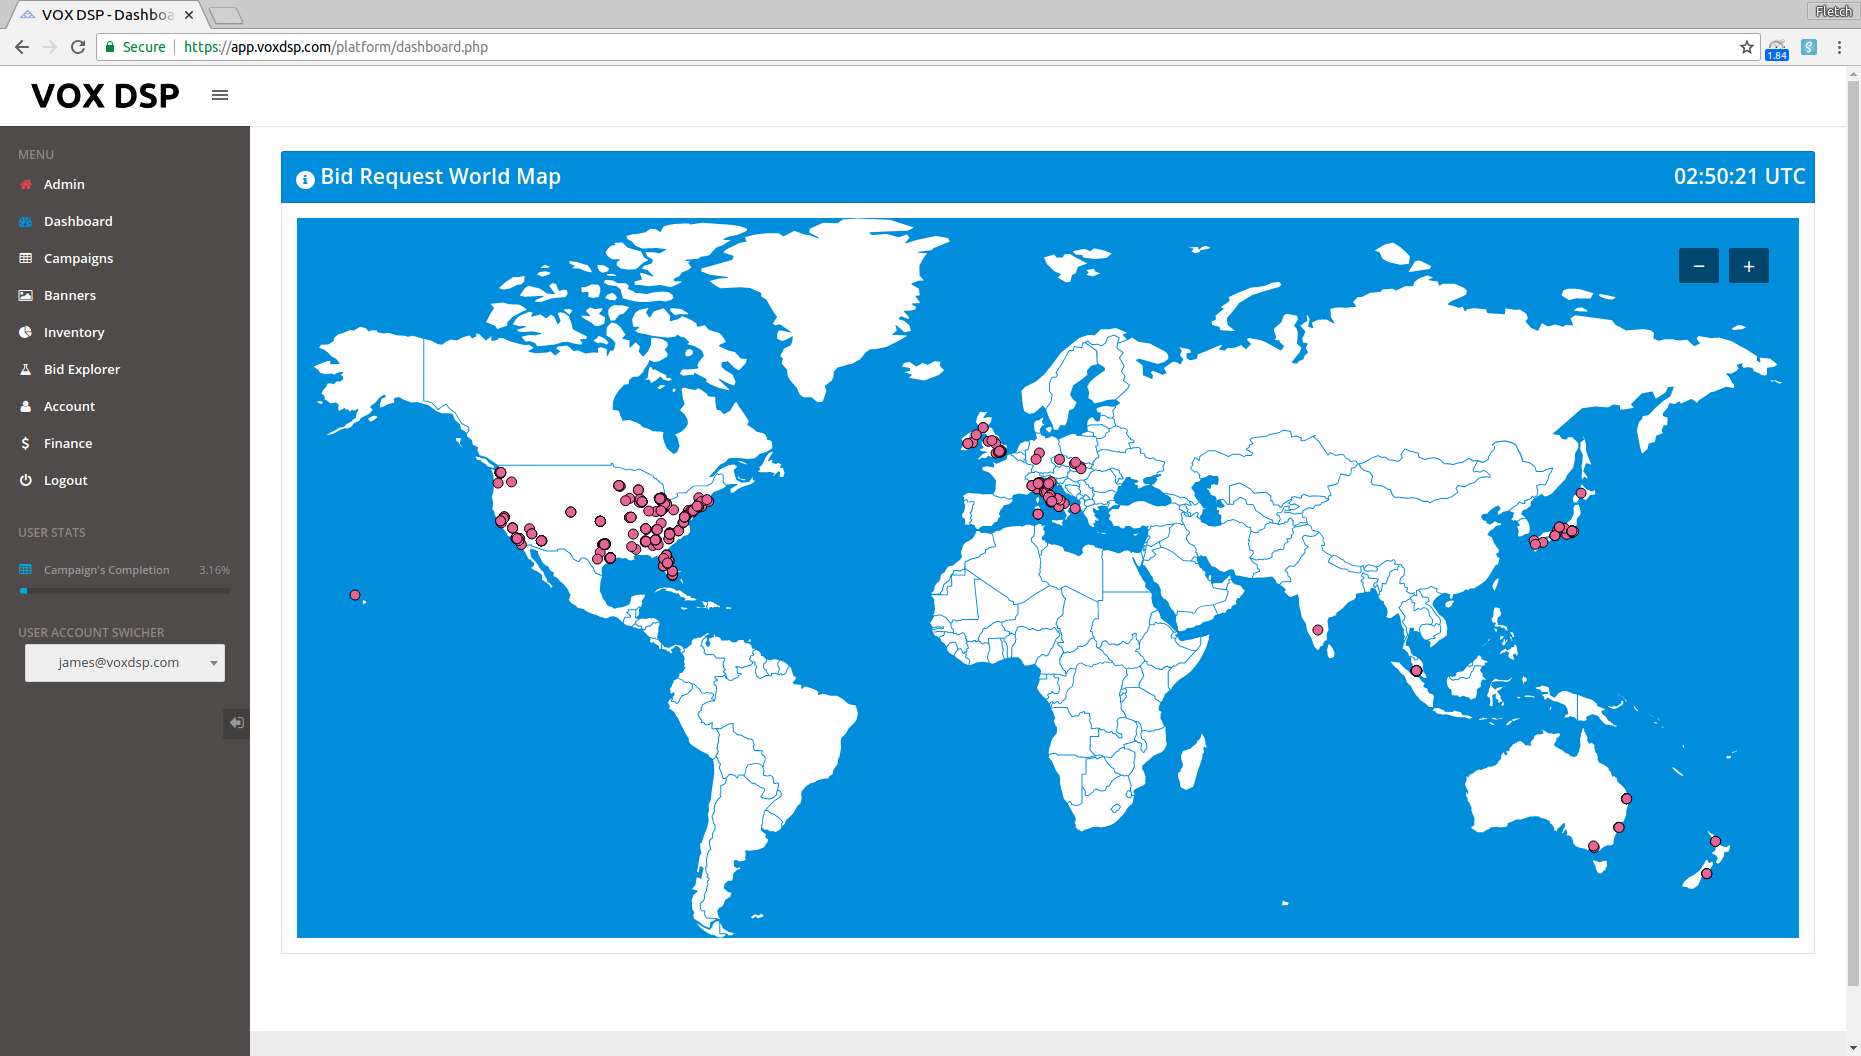 VOX DSP - Dashboa
Fletch
Secure
https://app.voxdsp.com/platform/dashboard.php
1.84
VOX DSP
Bid Request World Map
02:50:21 UTC
MENU
Admin
Dashboard
Campaigns
Banners
Inventory
Bid Explorer
Account
Finance
Logout
USER STATS
Campaign's Completion 3.16%
USER ACCOUNT SWICHER
james@voxdsp.com